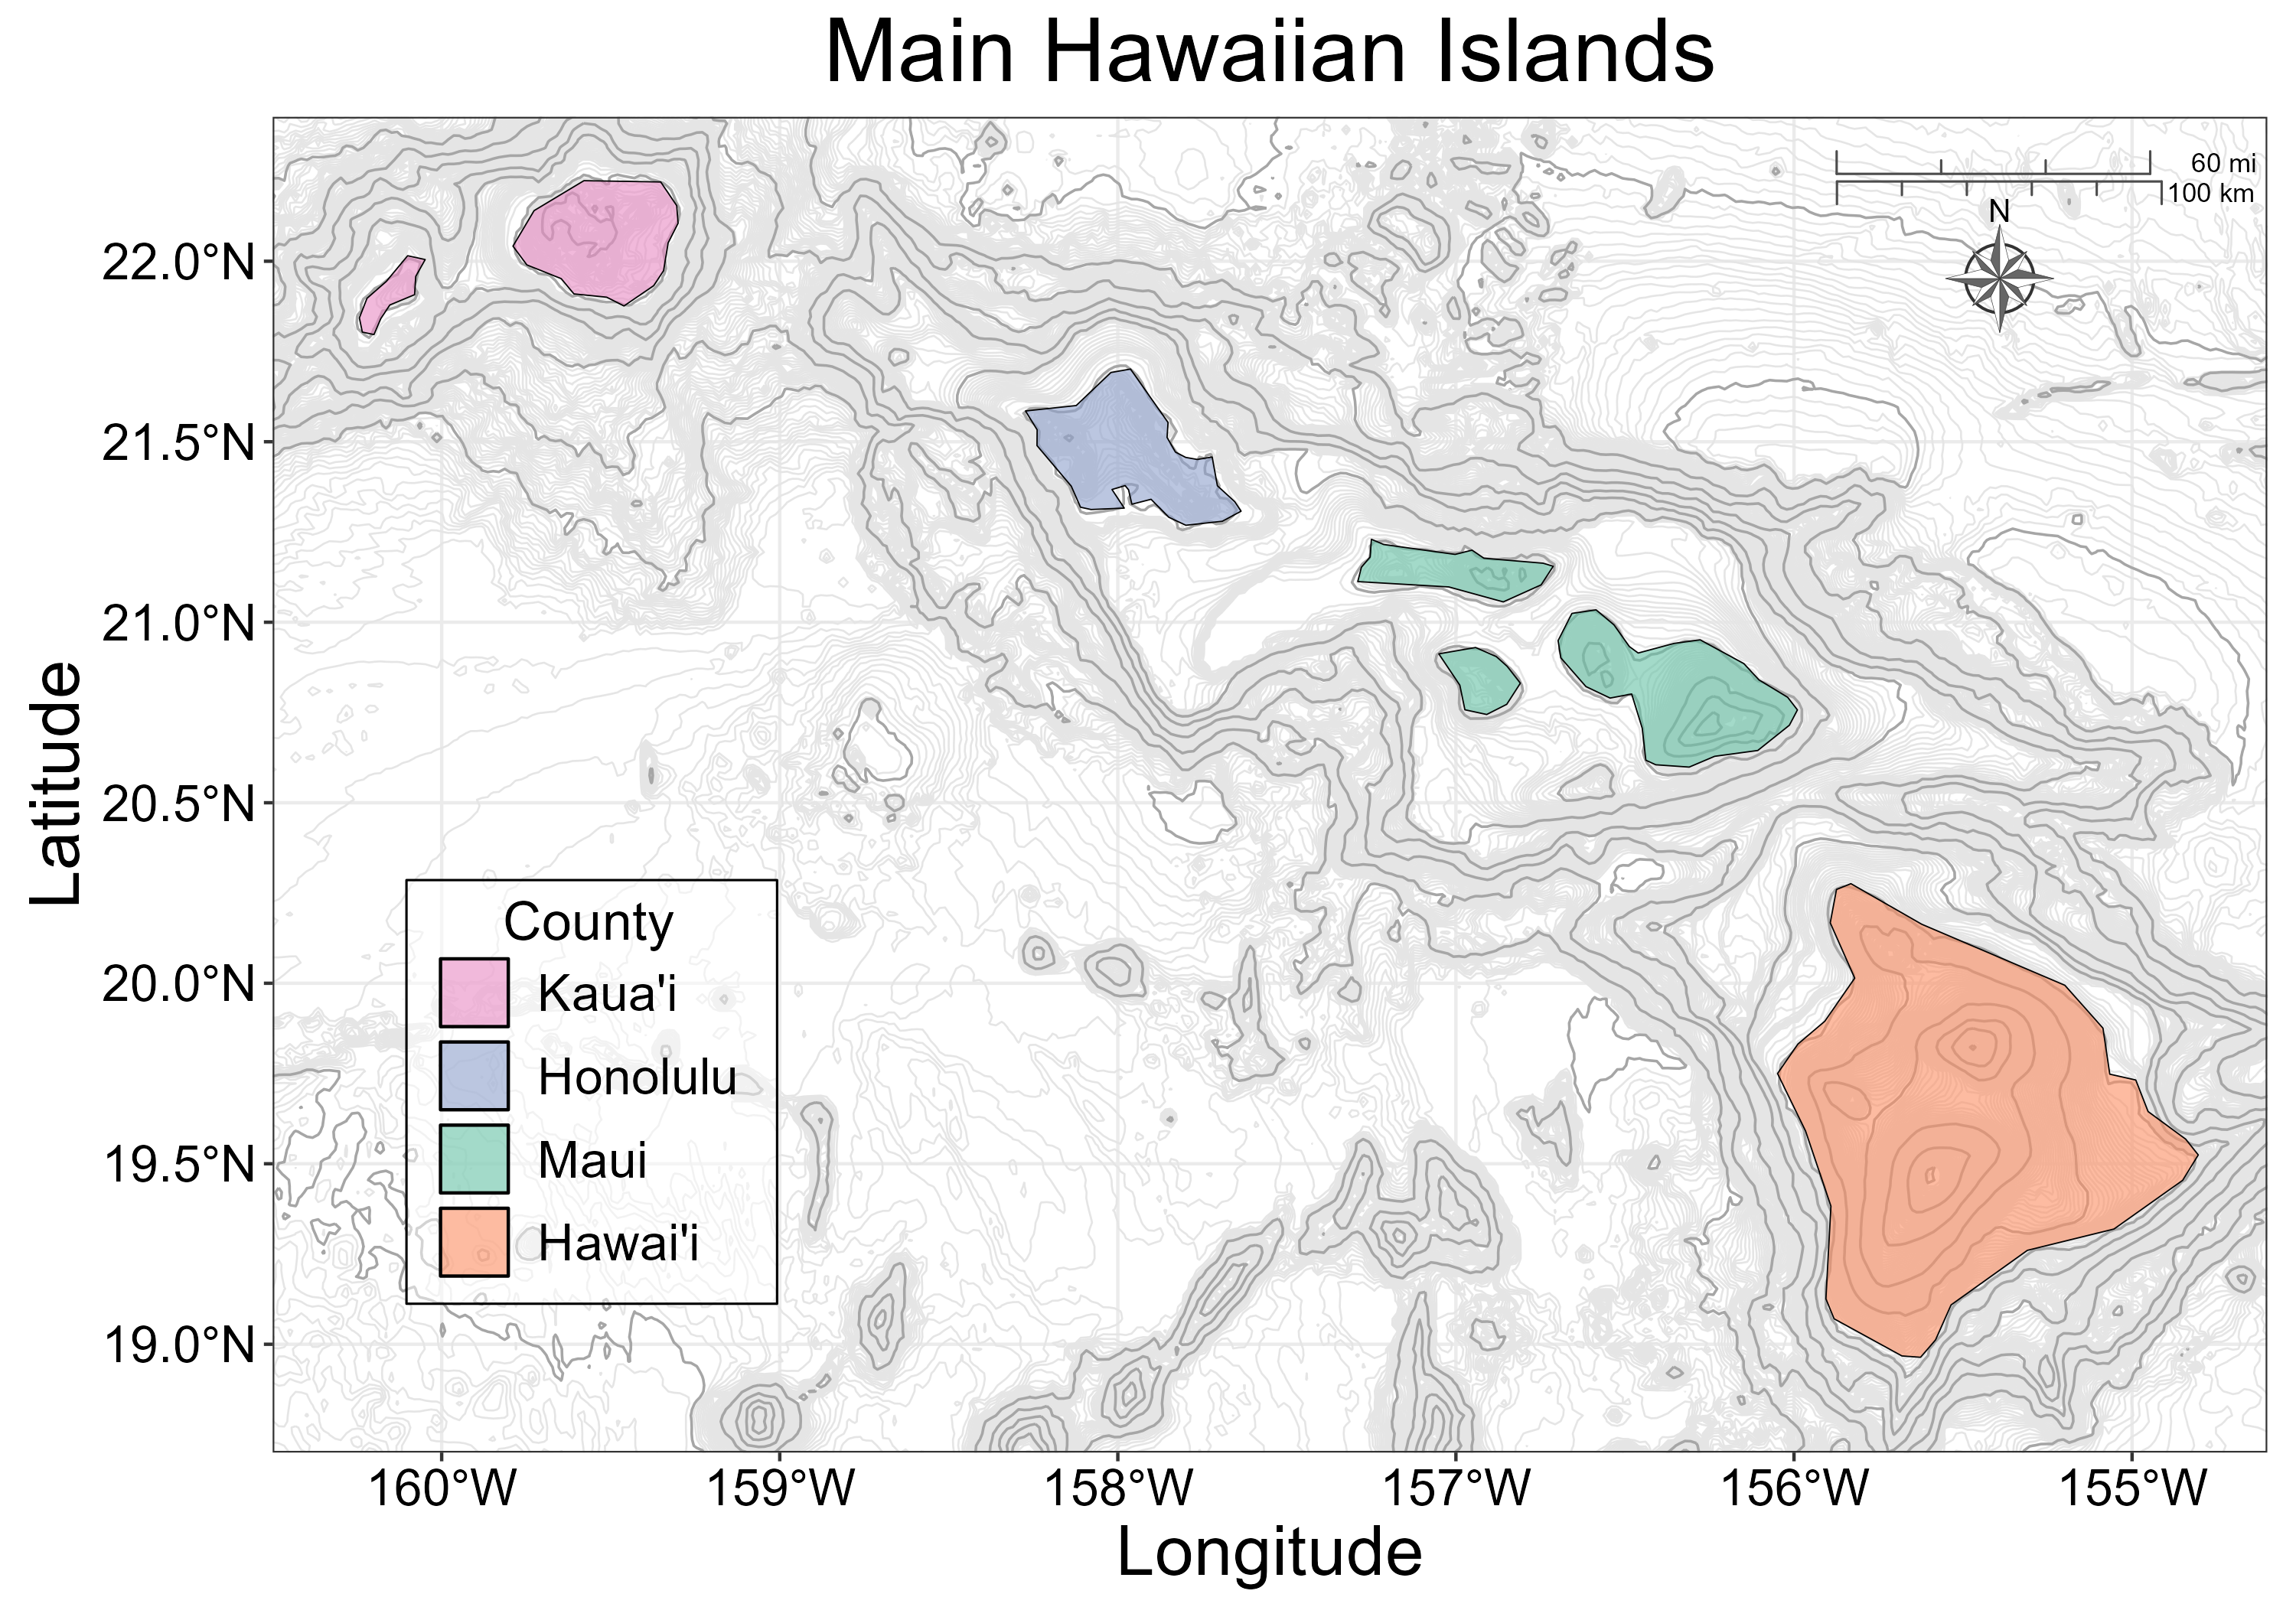 Main Hawaiian Islands
60 mi
100 km
N
22.0°N
21.5°N
21.0°N
20.5°N
20.0°N
19.5°N
19.0°N
Latitude
County
Kaua'i
Honolulu
Maui
Hawai'i
160°W
159°W
158°W
157°W
156°W
155°W
Longitude